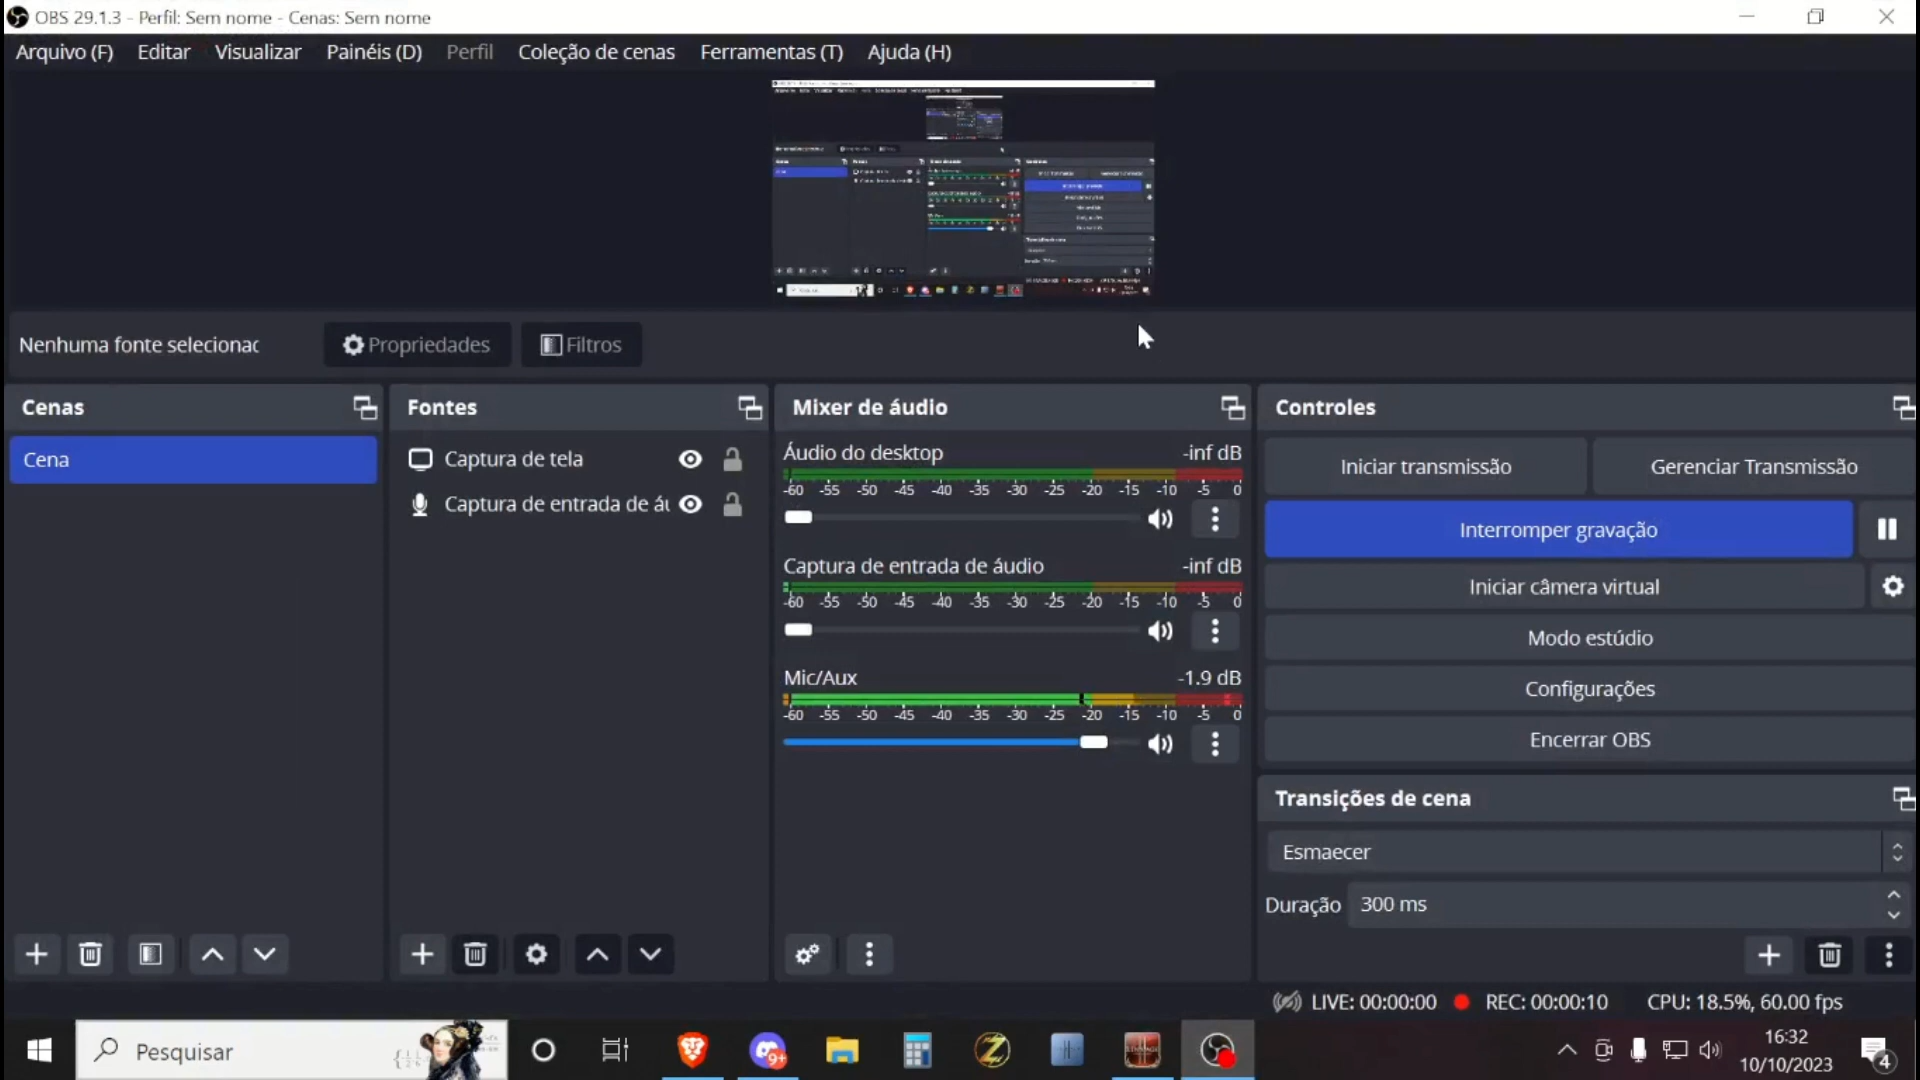 OBS 29.1.3 - Perfil: Sem nome - Cenas: Sem nome
Arquivo (F) Editar Visualizar Painéis (D) Perfil Coleção de cenas Ferramentas (T) Ajuda (H)
Nenhuma fonte selecionac Propriedades Filtros
Cenas
Cena
Fontes
Captura de tela
Captura de entrada de áu
Mixer de áudio
Áudio do desktop -inf dB
-60 -55 -50 -45 -40 -35 -30 -25 -20 -15 -10 -5 0
Captura de entrada de áudio -inf dB
-60 -55 -50 -45 -40 -35 -30 -25 -20 -15 -10 -5 0
Mic/Aux -1.9 dB
-60 -55 -50 -45 -40 -35 -30 -25 -20 -15 -10 -5 0
Controles
Iniciar transmissão Gerenciar Transmissão
Interromper gravação
Iniciar câmera virtual
Modo estúdio
Configurações
Encerrar OBS
Transições de cena
Esmaecer
Duração 300 ms
LIVE: 00:00:00 REC: 00:00:10 CPU: 18.5%, 60.00 fps
Pesquisar
9+
16:32
10/10/2023
4